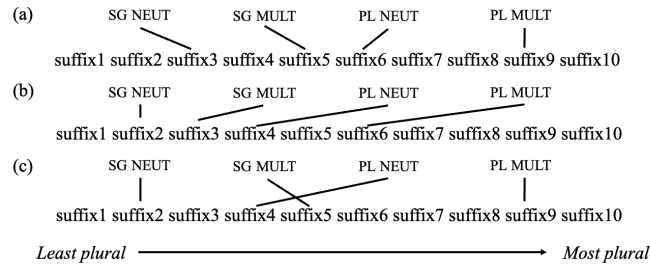 (a) SG NEUT SG MULT PL NEUT PL MULT
suffix1 suffix2 suffix3 suffix4 suffix5 suffix6 suffix7 suffix8 suffix9 suffix10
(b) SG NEUT SG MULT PL NEUT PL MULT
suffix1 suffix2 suffix3 suffix4 suffix5 suffix6 suffix7 suffix8 suffix9 suffix10
(c) SG NEUT SG MULT PL NEUT PL MULT
suffix1 suffix2 suffix3 suffix4 suffix5 suffix6 suffix7 suffix8 suffix9 suffix10
Least plural Most plural